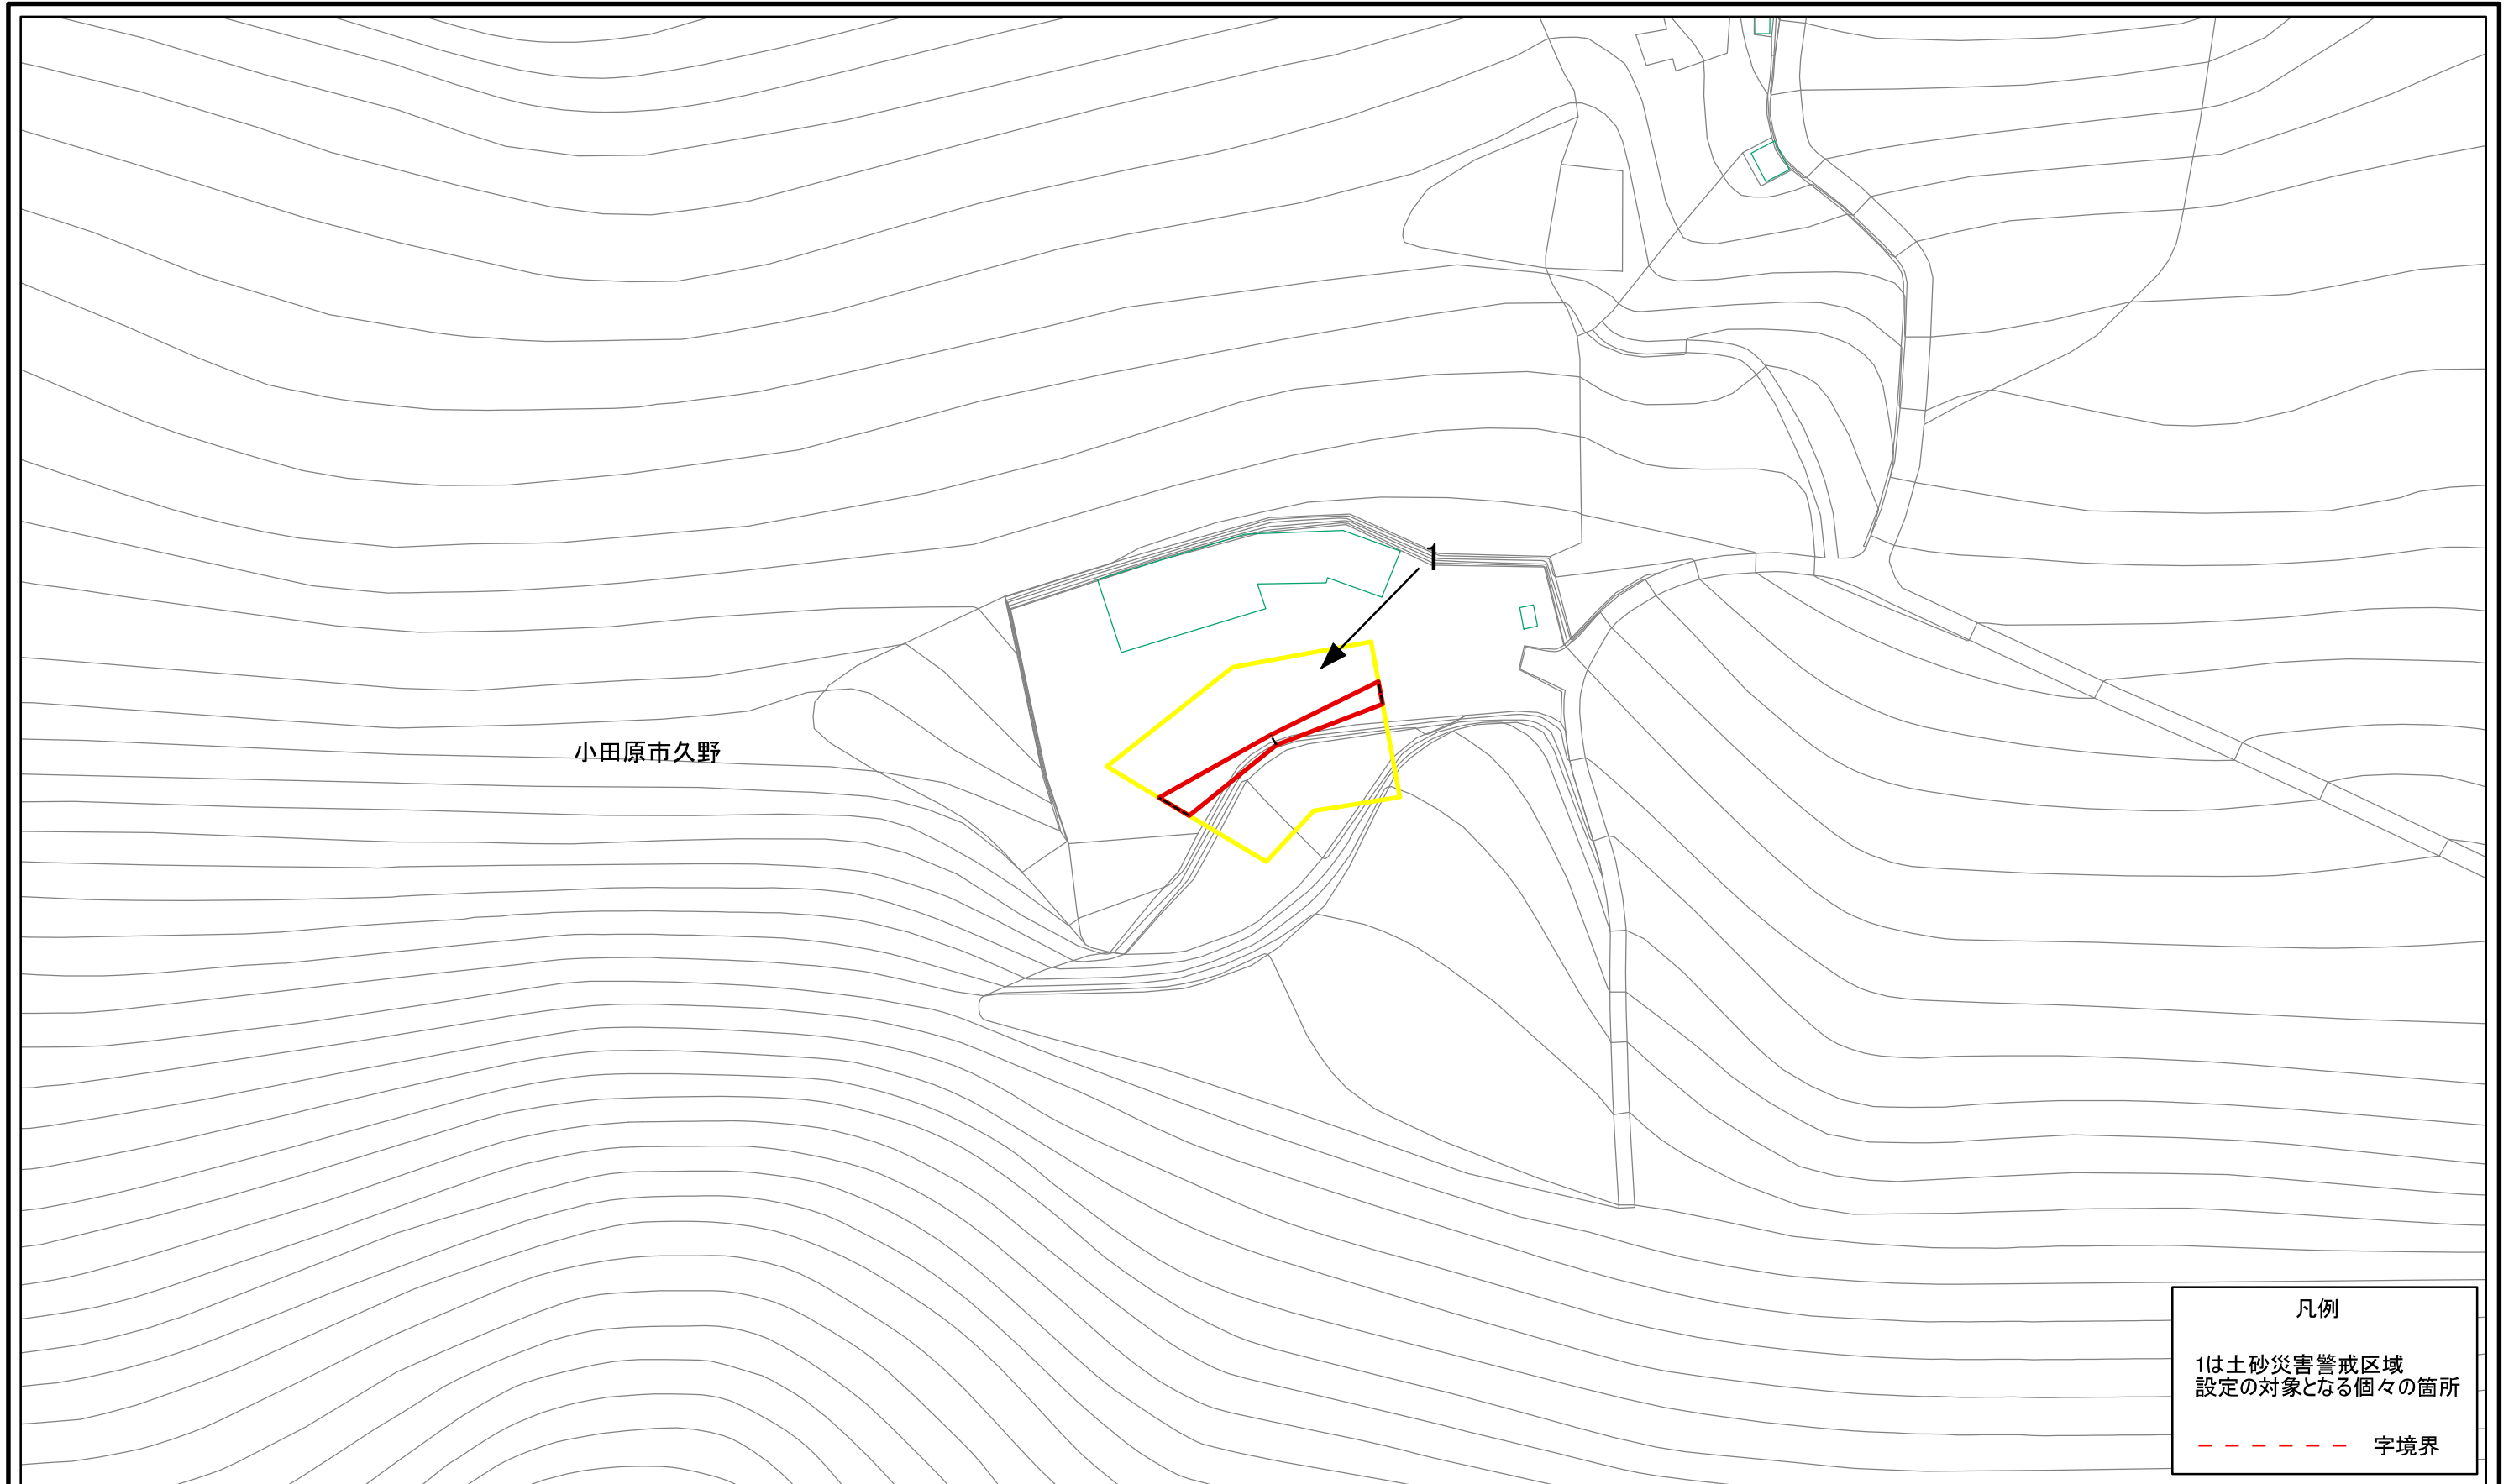 1
小田原市久野
凡例
1は土砂災害警戒区域
設定の対象となる個々の箇所
字境界